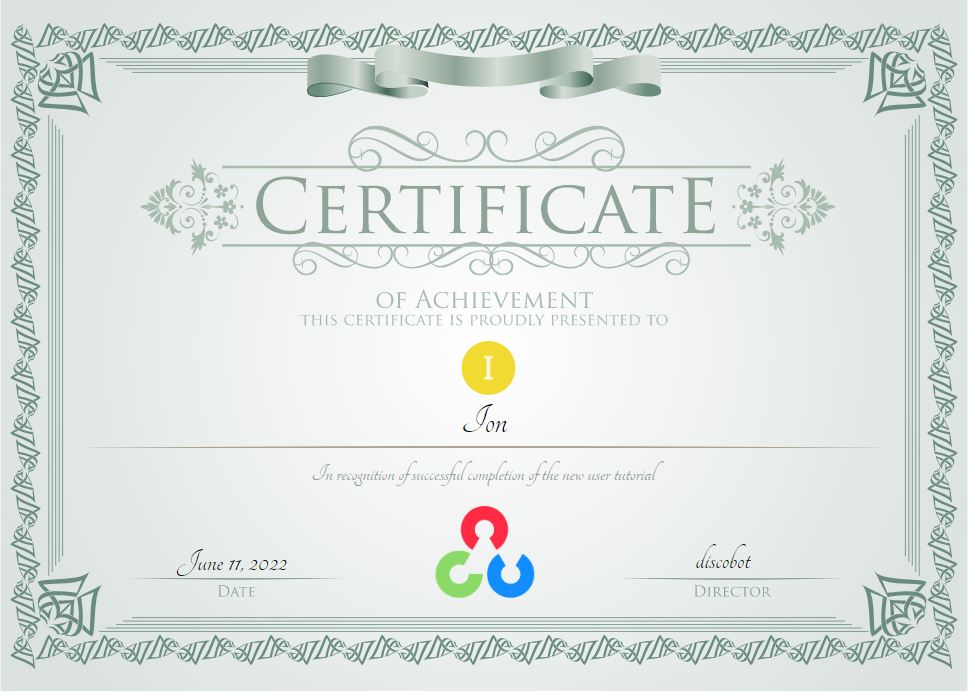 CERTIFICATE
OF ACHIEVEMENT
THIS CERTIFICATE IS PROUDLY PRESENTED TO
I
Ion
In recognition of successful completion of the new user tutorial
June 11, 2022
discobot
DATE
DIRECTOR